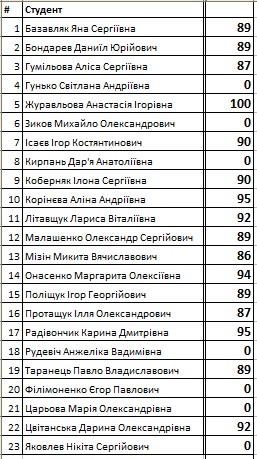 # Студент
1 Базавляк Яна Сергіївна 89
2 Бондарев Даниїл Юрійович 89
3 Гумільова Аліса Сергіївна 87
4 Гунько Світлана Андріївна 0
5 Журавльова Анастасія Ігорівна 100
6 Зиков Михайло Олександрович 0
7 Ісаєв Ігор Костянтинович 90
8 Кирпань Дар'я Анатоліївна 0
9 Коберняк Ілона Сергіївна 90
10 Корінєва Аліна Андріївна 95
11 Літавщук Лариса Віталіївна 92
12 Малашенко Олександр Сергійович 89
13 Мізін Микита Вячиславович 86
14 Онасенко Маргарита Олексіївна 94
15 Поліщук Ігор Георгійович 89
16 Протащук Ілля Олександрович 87
17 Радівончик Карина Дмитрівна 95
18 Рудевіч Анжеліка Вадимівна 0
19 Таранець Павло Владиславович 89
20 Філімоненко Єгор Павлович 0
21 Царьова Марія Олександрівна 0
22 Цвітанська Дарина Олександрівна 92
23 Яковлев Нікіта Сергійович 0